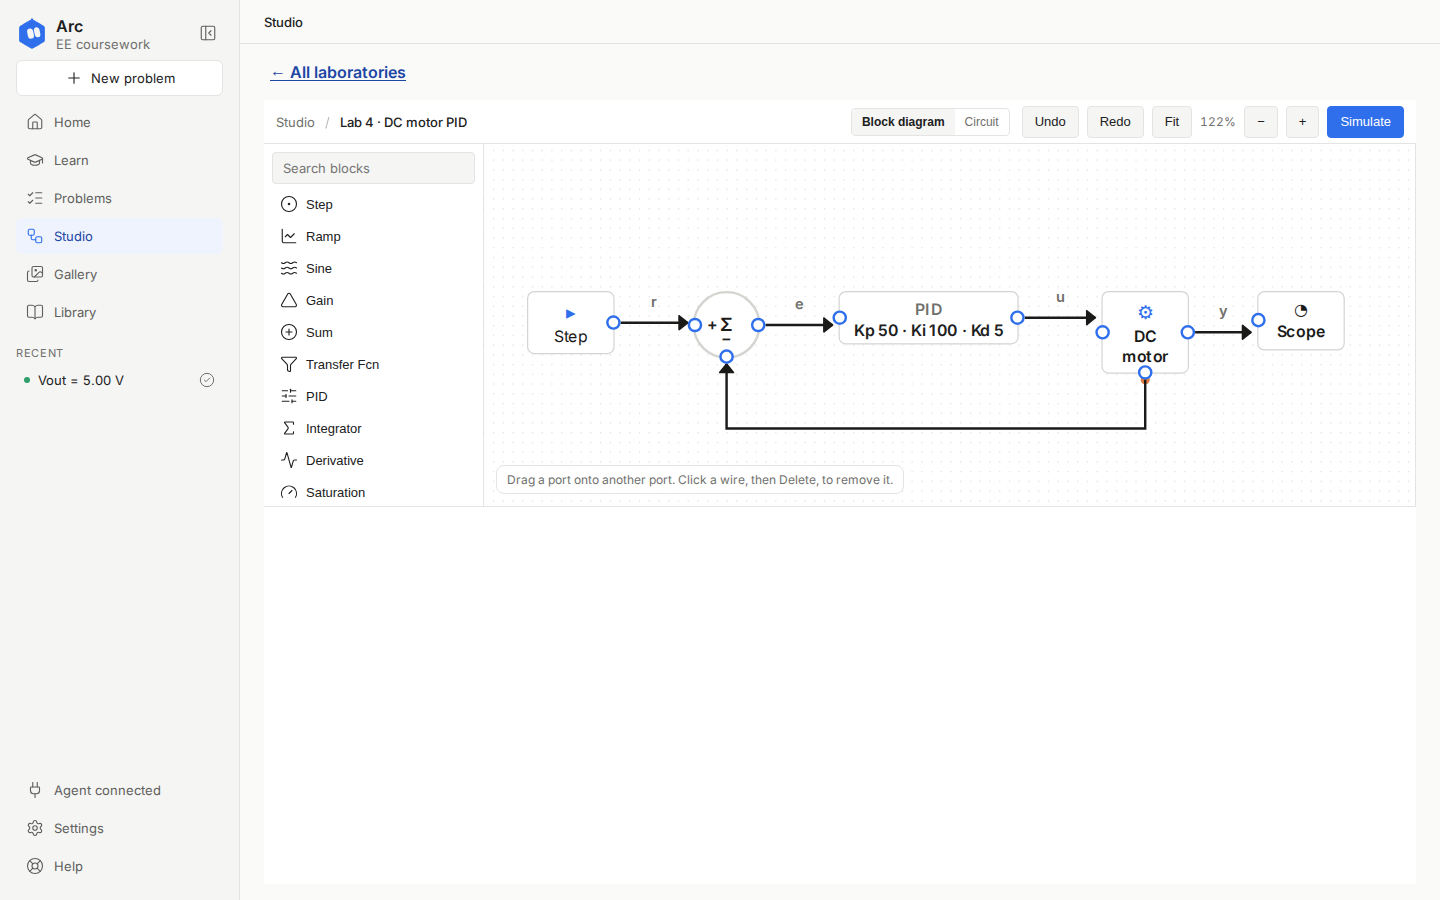 Arc
EE coursework
New problem
Home
Learn
Problems
Studio
Gallery
Library
RECENT
Vout = 5.00 V
Agent connected
Settings
Help
Studio
← All laboratories
Studio / Lab 4 · DC motor PID
Block diagram
Circuit
Undo
Redo
Fit
122%
−
+
Simulate
Search blocks
Step
Ramp
Sine
Gain
Sum
Transfer Fcn
PID
Integrator
Derivative
Saturation
Step
r
+ Σ
−
e
PID
Kp 50 · Ki 100 · Kd 5
u
DC
motor
y
Scope
Drag a port onto another port. Click a wire, then Delete, to remove it.